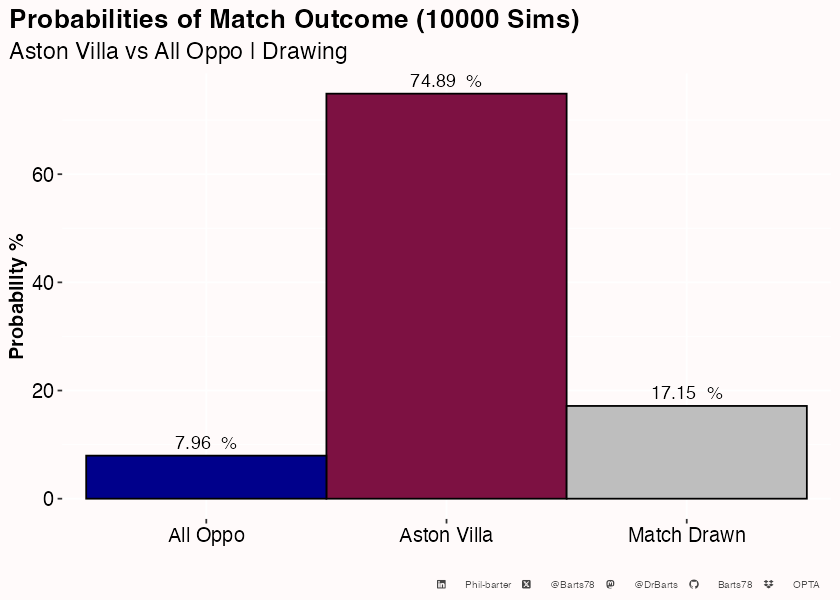 Probabilities of Match Outcome (10000 Sims)
Aston Villa vs All Oppo | Drawing
74.89 %
60
Probability %
40
20
17.15 %
7.96 %
0
All Oppo Aston Villa Match Drawn
Phil-barter @Barts78 @DrBarts Barts78 OPTA